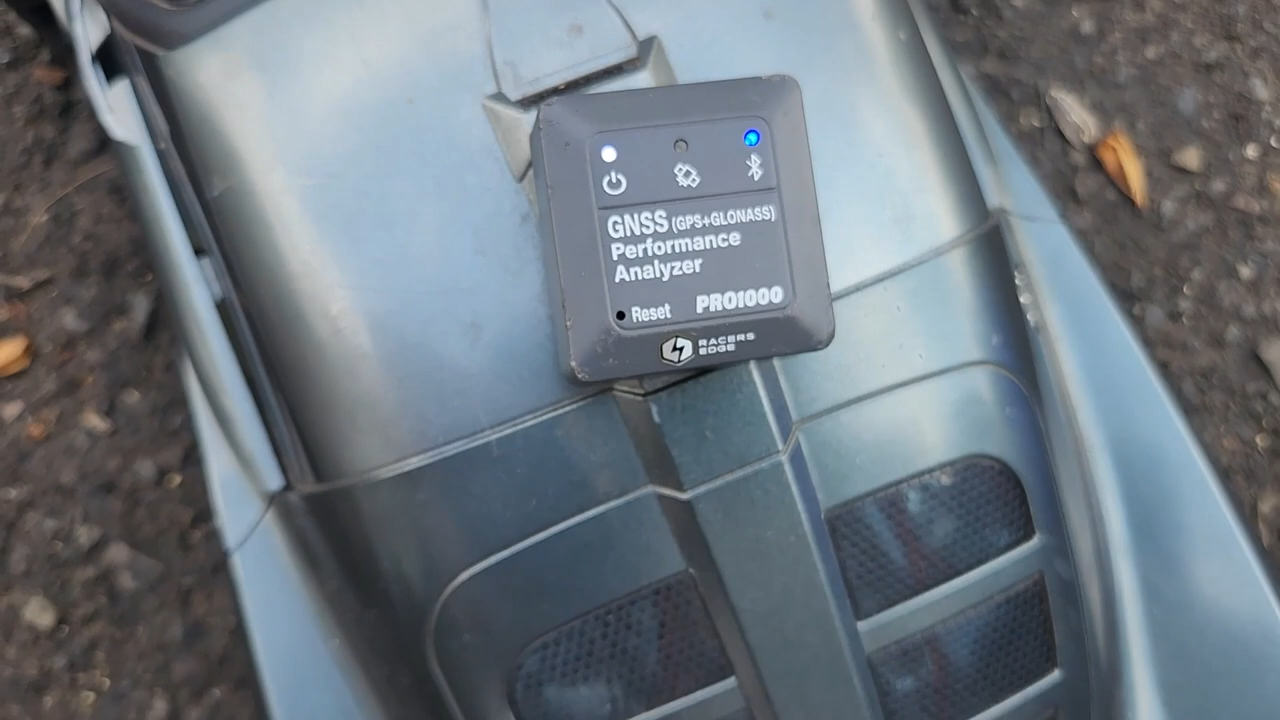 GNSS (GPS+GLONASS)
Performance
Analyzer
Reset PRO1000
RACERS
EDGE